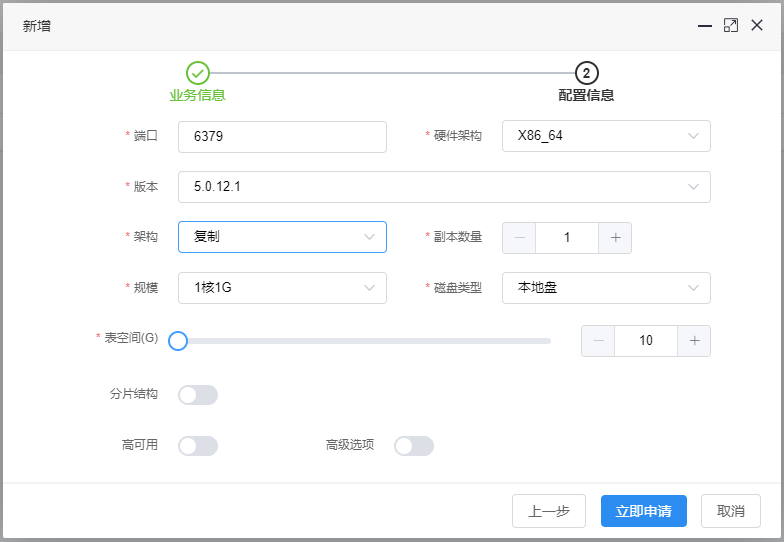 新增
2
业务信息
配置信息
* 端口
6379
* 硬件架构
X86_64
* 版本
5.0.12.1
* 架构
复制
* 副本数量
1
* 规模
1核1G
* 磁盘类型
本地盘
* 表空间(G)
10
分片结构
高可用
高级选项
上一步
立即申请
取消